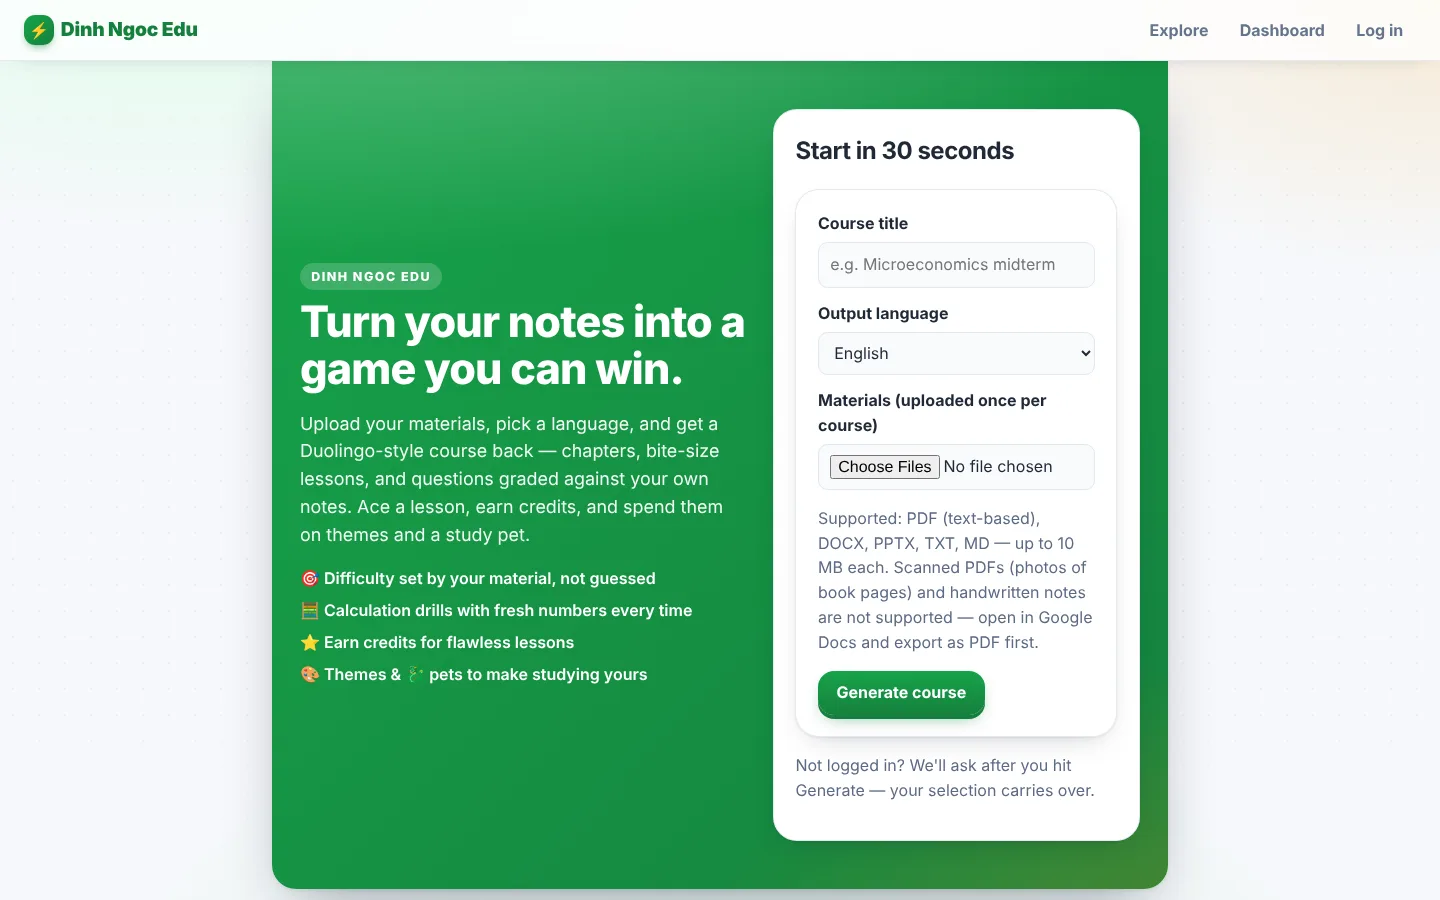 ⚡ Dinh Ngoc Edu
Explore
Dashboard
Log in
DINH NGOC EDU
Turn your notes into a
game you can win.
Upload your materials, pick a language, and get a
Duolingo-style course back — chapters, bite-size
lessons, and questions graded against your own
notes. Ace a lesson, earn credits, and spend them
on themes and a study pet.
🎯 Difficulty set by your material, not guessed
🧮 Calculation drills with fresh numbers every time
⭐ Earn credits for flawless lessons
🎨 Themes & 🐉 pets to make studying yours
Start in 30 seconds
Course title
e.g. Microeconomics midterm
Output language
English
Materials (uploaded once per
course)
Choose Files No file chosen
Supported: PDF (text-based),
DOCX, PPTX, TXT, MD — up to 10
MB each. Scanned PDFs (photos of
book pages) and handwritten notes
are not supported — open in Google
Docs and export as PDF first.
Generate course
Not logged in? We'll ask after you hit
Generate — your selection carries over.